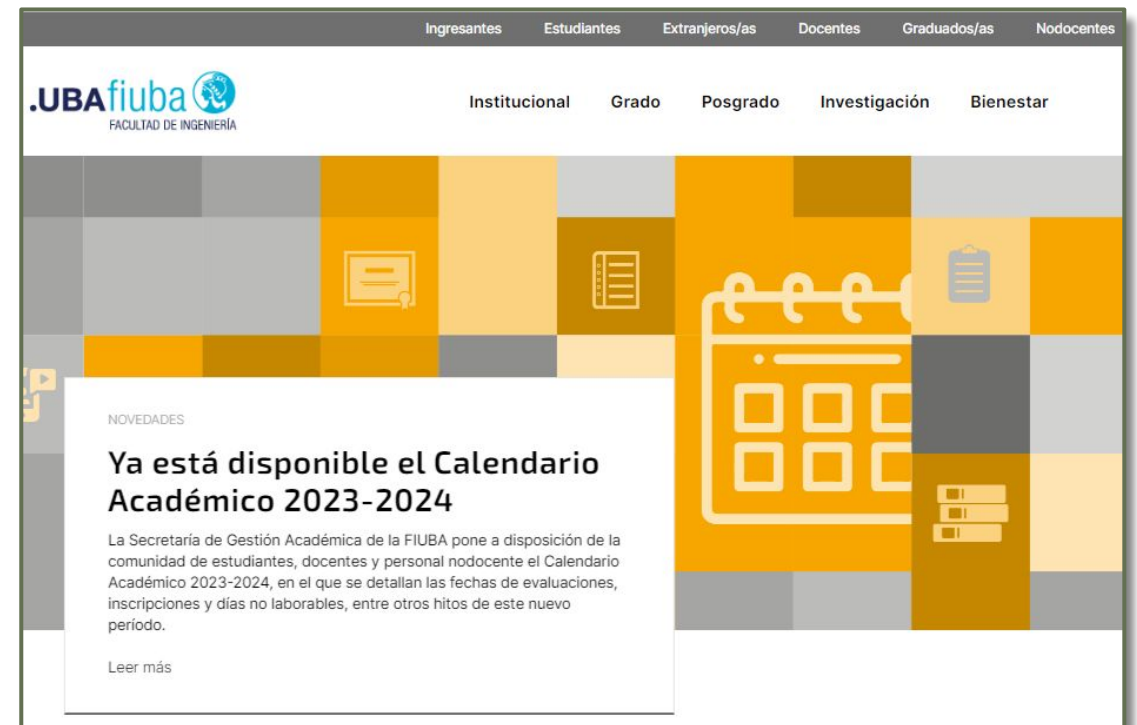 Ingresantes Estudiantes Extranjeros/as Docentes Graduados/as Nodocentes
.UBAfiuba
FACULTAD DE INGENIERÍA
Institucional Grado Posgrado Investigación Bienestar
NOVEDADES
Ya está disponible el Calendario
Académico 2023-2024
La Secretaría de Gestión Académica de la FIUBA pone a disposición de la
comunidad de estudiantes, docentes y personal nodocente el Calendario
Académico 2023-2024, en el que se detallan las fechas de evaluaciones,
inscripciones y días no laborables, entre otros hitos de este nuevo
período.
Leer más